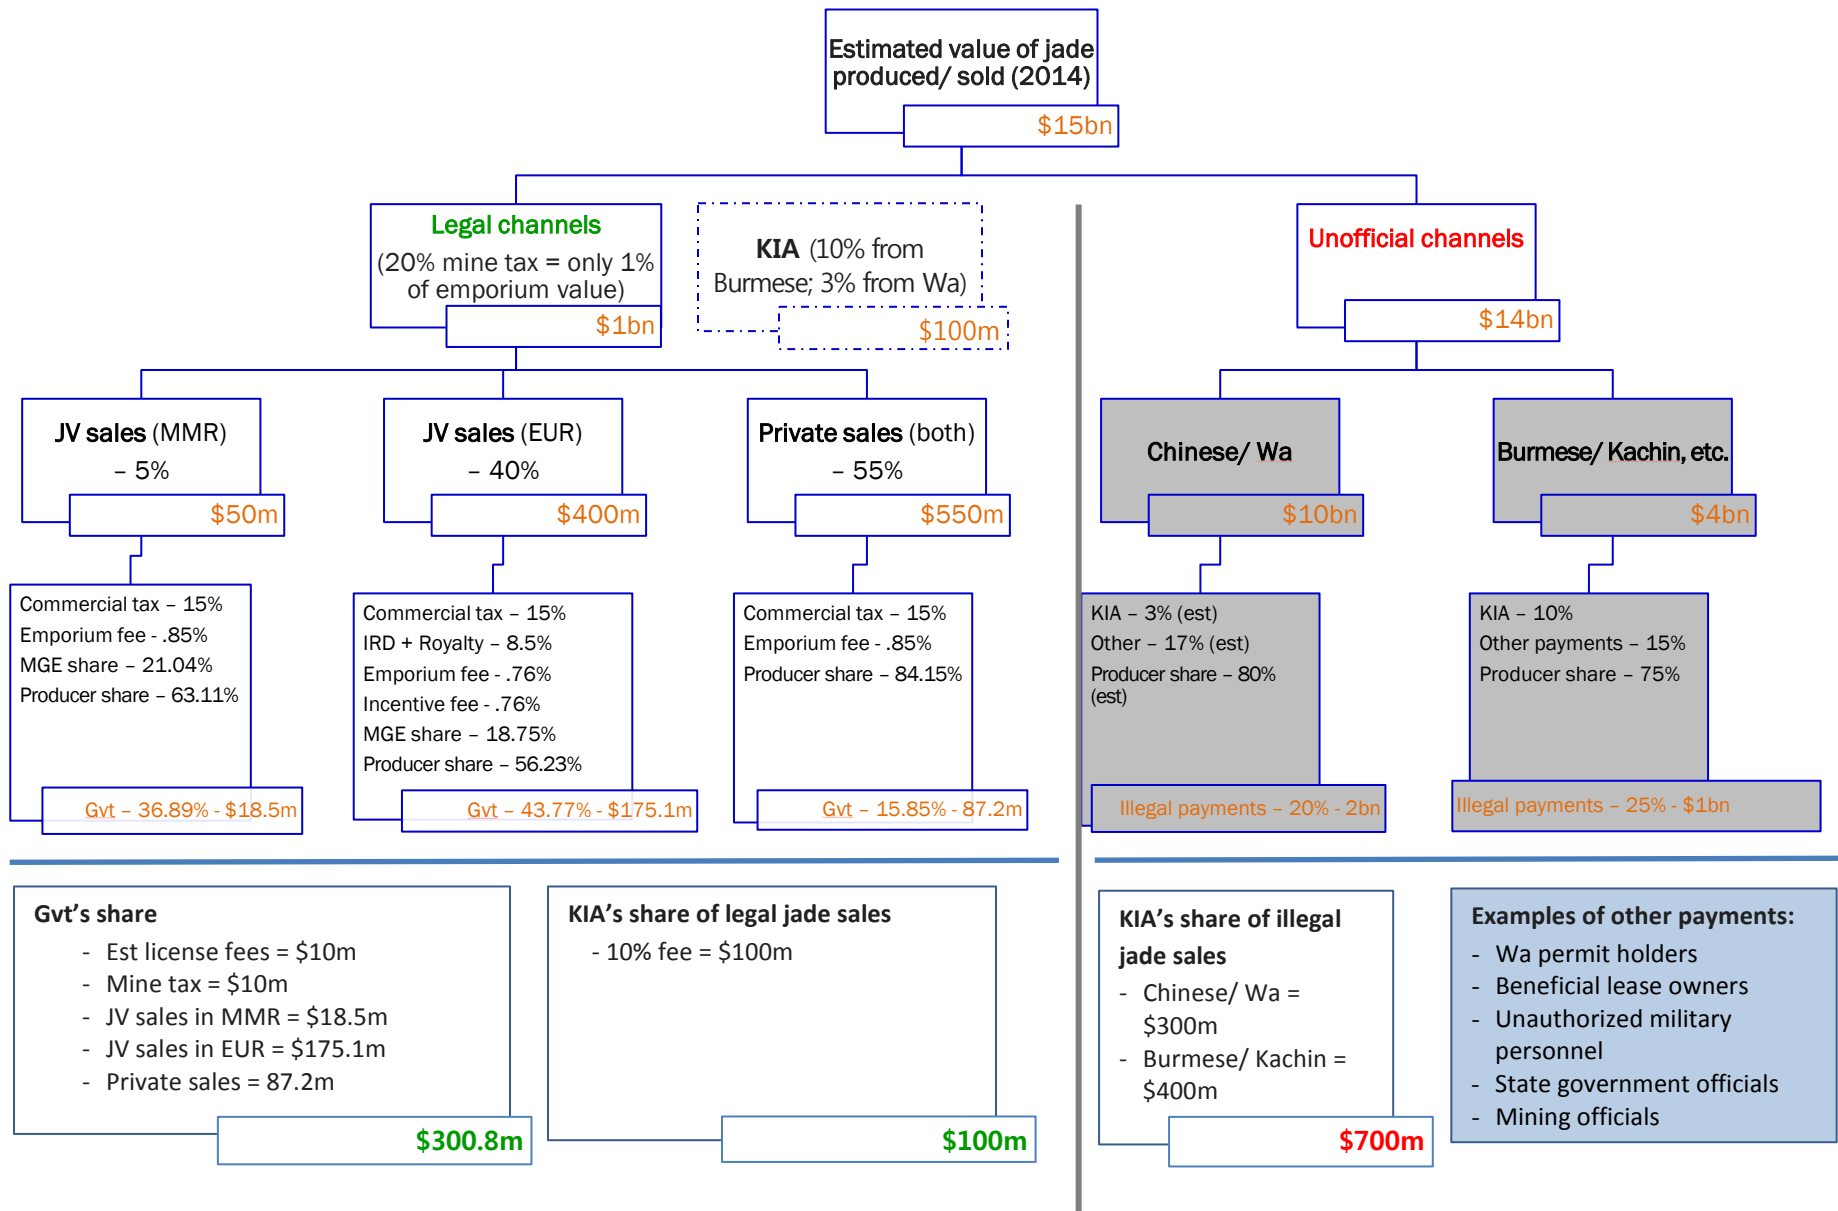 Estimated value of jade
produced/ sold (2014)
$15bn
Legal channels
(20% mine tax = only 1%
of emporium value)
$1bn
KIA (10% from
Burmese; 3% from Wa)
$100m
Unofficial channels
$14bn
JV sales (MMR)
– 5%
$50m
JV sales (EUR)
– 40%
$400m
Private sales (both)
– 55%
$550m
Chinese/ Wa
$10bn
Burmese/ Kachin, etc.
$4bn
Commercial tax – 15%
Emporium fee - .85%
MGE share – 21.04%
Producer share – 63.11%
Gvt – 36.89% - $18.5m
Commercial tax – 15%
IRD + Royalty – 8.5%
Emporium fee - .76%
Incentive fee - .76%
MGE share – 18.75%
Producer share – 56.23%
Gvt – 43.77% - $175.1m
Commercial tax – 15%
Emporium fee - .85%
Producer share – 84.15%
Gvt – 15.85% - 87.2m
KIA – 3% (est)
Other – 17% (est)
Producer share – 80%
(est)
Illegal payments – 20% - 2bn
KIA – 10%
Other payments – 15%
Producer share – 75%
Illegal payments – 25% - $1bn
Gvt’s share
- Est license fees = $10m
- Mine tax = $10m
- JV sales in MMR = $18.5m
- JV sales in EUR = $175.1m
- Private sales = 87.2m
$300.8m
KIA’s share of legal jade sales
- 10% fee = $100m
$100m
KIA’s share of illegal
jade sales
- Chinese/ Wa =
$300m
- Burmese/ Kachin =
$400m
$700m
Examples of other payments:
- Wa permit holders
- Beneficial lease owners
- Unauthorized military
personnel
- State government officials
- Mining officials